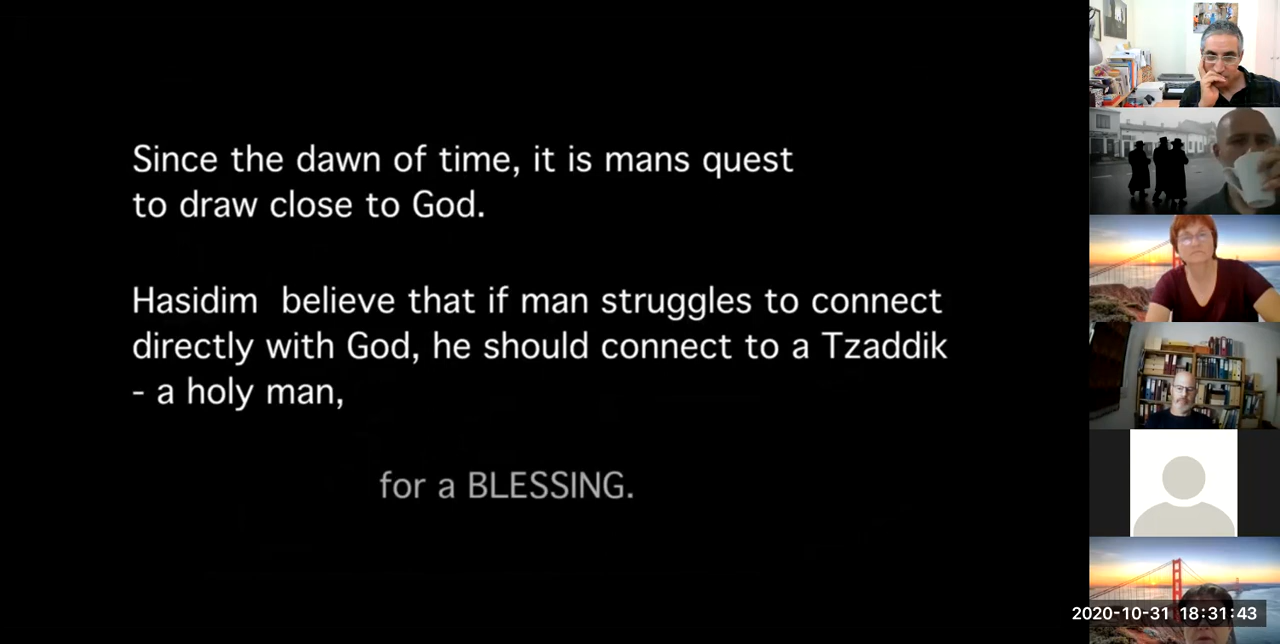 Since the dawn of time, it is mans quest
to draw close to God.
Hasidim  believe that if man struggles to connect
directly with God, he should connect to a Tzaddik
- a holy man,
for a BLESSING.
2020-10-31 18:31:43